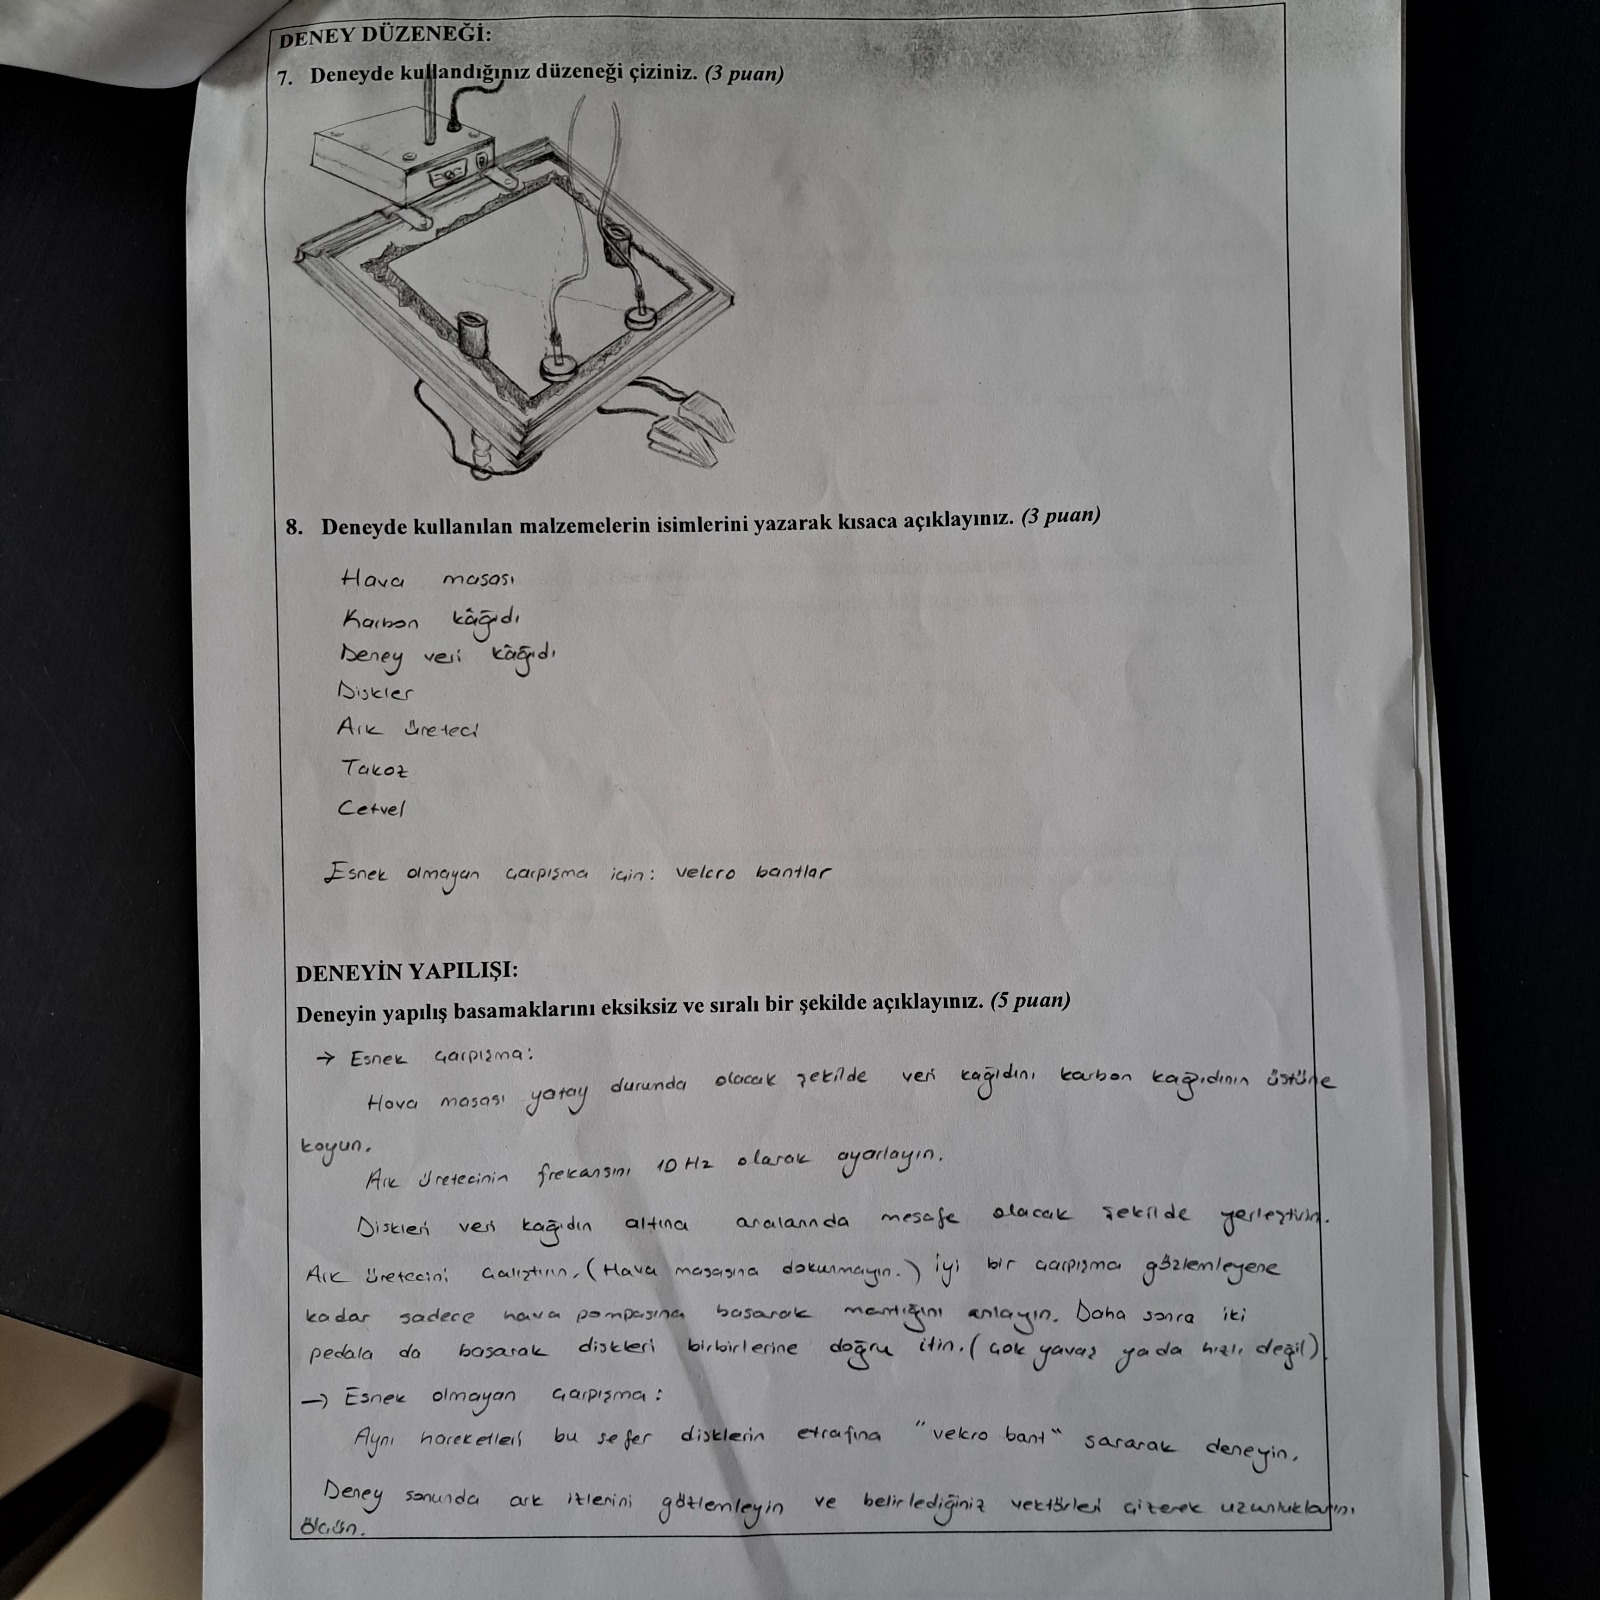 DENEY DÜZENEĞİ:
7. Deneyde kullandığınız düzeneği çiziniz. (3 puan)
8. Deneyde kullanılan malzemelerin isimlerini yazarak kısaca açıklayınız. (3 puan)
Hava masası
Karbon kâğıdı
Deney veri kâğıdı
Diskler
Ark üreteci
Takoz
Cetvel
Esnek olmayan çarpışma için: velcro bantlar
DENEYİN YAPILIŞI:
Deneyin yapılış basamaklarını eksiksiz ve sıralı bir şekilde açıklayınız. (5 puan)
→ Esnek çarpışma:
Hava masası yatay durunda olacak şekilde veri kağıdını karbon kağıdının üstüne
koyun.
Ark üretecinin frekansını 10 Hz olarak ayarlayın.
Diskleri veri kağıdın altına aralarında mesafe olacak şekilde yerleştirin.
Ark üretecini çalıştırın. (Hava masasına dokunmayın.) iyi bir çarpışma gözlemleyene
kadar sadece hava pompasına basarak mantığını anlayın. Daha sonra iki
pedala da basarak diskleri birbirlerine doğru itin. (çok yavaş yada hızlı değil)
→ Esnek olmayan çarpışma:
Aynı hareketleri bu sefer disklerin etrafına "velcro bant" sararak deneyin.
Deney sonunda ark izlenini gözlemleyin ve belirlediğiniz vektörleri çizerek uzunluklarını
ölçün.